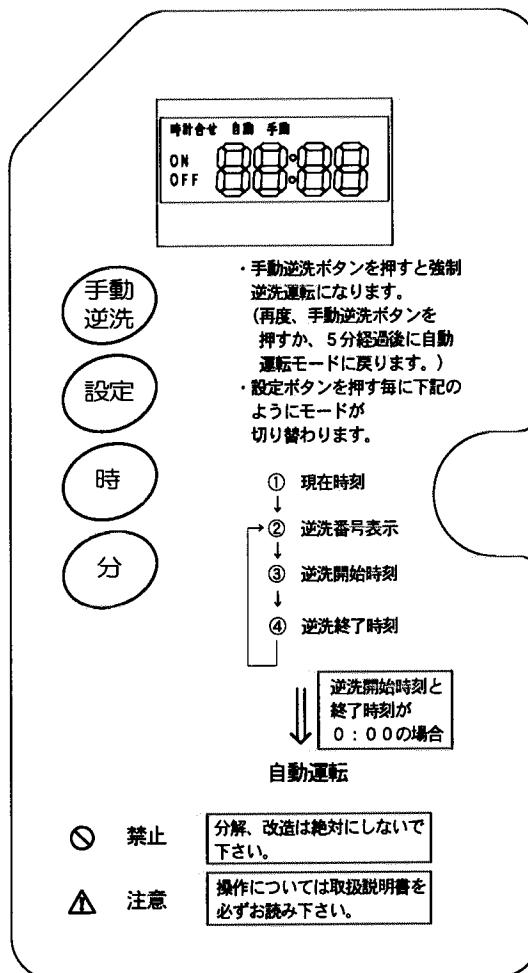 時計合せ 自動 手動
ON
OFF
88:88
手動
逆洗
設定
時
分
・手動逆洗ボタンを押すと強制
逆洗運転になります。
(再度、手動逆洗ボタンを
押すか、5分経過後に自動
運転モードに戻ります。)
・設定ボタンを押す毎に下記の
ようにモードが
切り替わります。
① 現在時刻
↓
② 逆洗番号表示
↓
③ 逆洗開始時刻
↓
④ 逆洗終了時刻
逆洗開始時刻と
終了時刻が
0:00の場合
自動運転
禁止
分解、改造は絶対にしないで
下さい。
注意
操作については取扱説明書を
必ずお読み下さい。